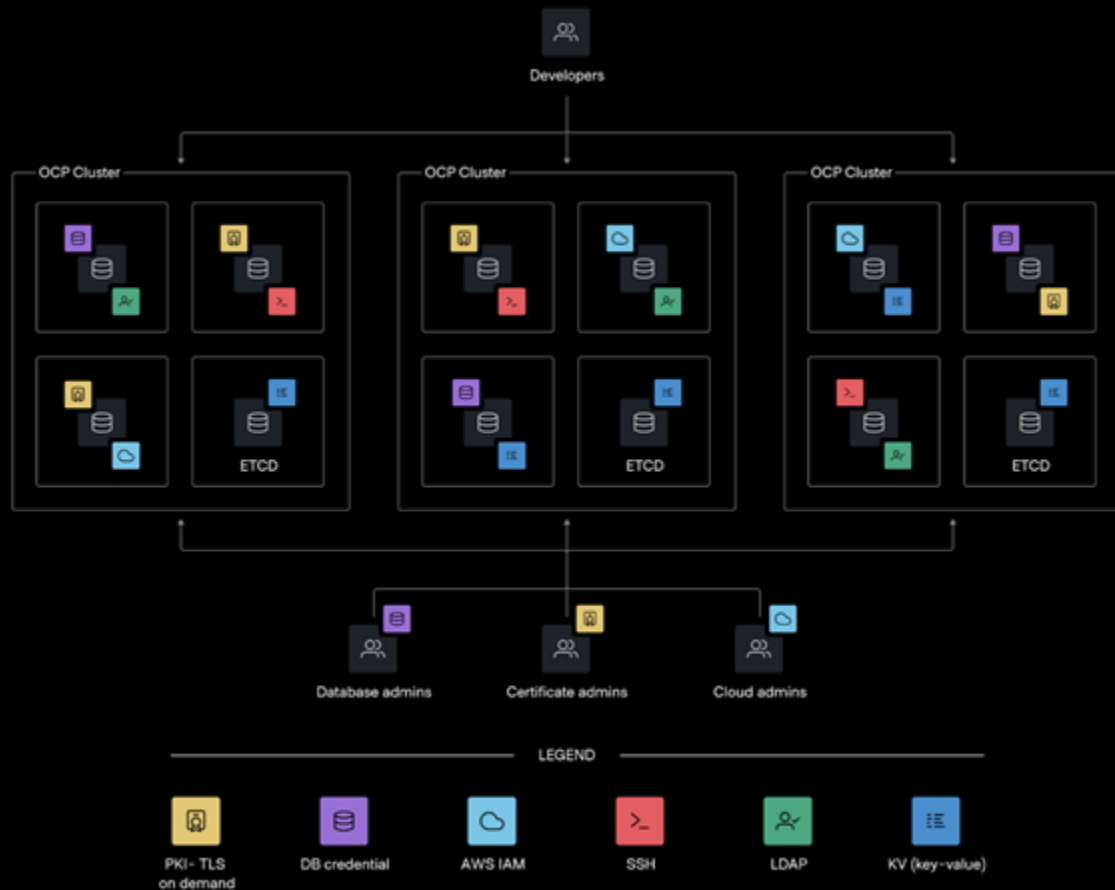 Developers
OCP Cluster
OCP Cluster
OCP Cluster
ETCD
ETCD
ETCD
Database admins
Certificate admins
Cloud admins
LEGEND
PKI- TLS
on demand
DB credential
AWS IAM
SSH
LDAP
KV (key-value)